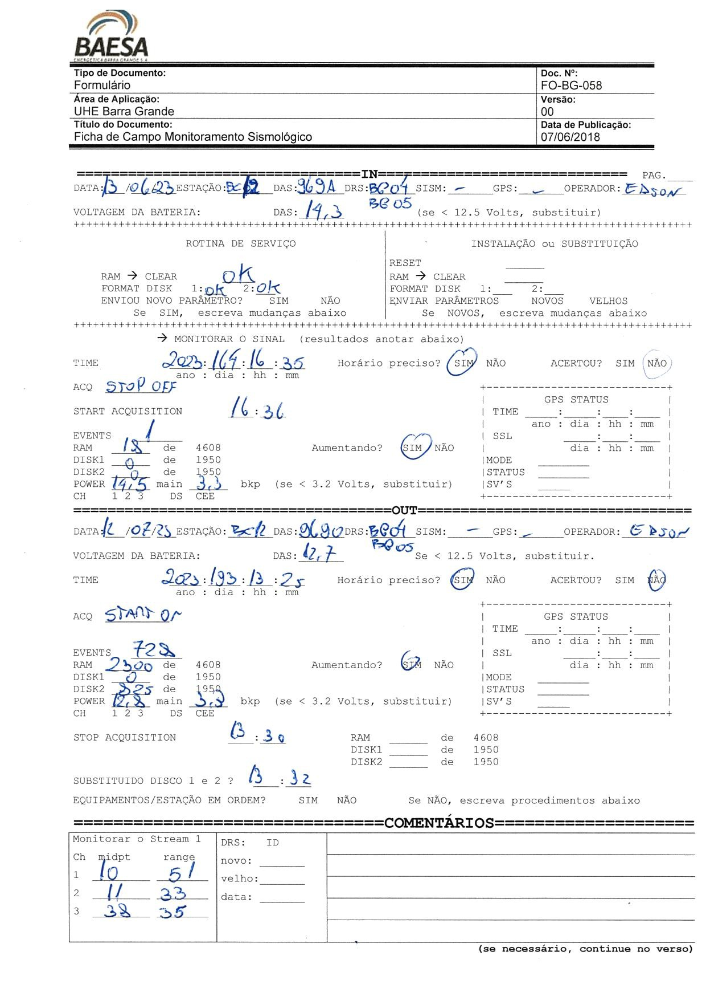 BAESA
ENERGÉTICA BARRA GRANDE S.A
Tipo de Documento: Doc. Nº:
Formulário FO-BG-058
Área de Aplicação: Versão:
UHE Barra Grande 00
Título do Documento: Data de Publicação:
Ficha de Campo Monitoramento Sismológico 07/06/2018
==================================IN============================== PAG.____
DATA:13/06/23 ESTAÇÃO: DAS:969A DRS:BG04 SISM: - GPS: - OPERADOR: EDSON
BG05
VOLTAGEM DA BATERIA: DAS: 14,3 (se < 12.5 Volts, substituir)
++++++++++++++++++++++++++++++++++++++++++++++++++++++++++++++++++++++++++++++++++++++++++++++++
ROTINA DE SERVIÇO INSTALAÇÃO ou SUBSTITUIÇÃO
RESET ______
RAM → CLEAR OK RAM → CLEAR ______
FORMAT DISK 1: OK 2: OK FORMAT DISK 1:___ 2:___
ENVIOU NOVO PARÂMETRO? SIM NÃO ENVIAR PARÂMETROS NOVOS VELHOS
Se SIM, escreva mudanças abaixo Se NOVOS, escreva mudanças abaixo
++++++++++++++++++++++++++++++++++++++++++++++++++++++++++++++++++++++++++++++++++++++++++++++++
→ MONITORAR O SINAL (resultados anotar abaixo)
TIME 2023:164:16:35 Horário preciso? SIM NÃO ACERTOU? SIM NÃO
ano : dia : hh : mm
ACQ STOP OFF +----------------------------+
| GPS STATUS |
START ACQUISITION 16:36 | TIME _____:_____:____:____ |
| ano : dia : hh : mm |
EVENTS 1 | SSL _____:____:____ |
RAM 18 de 4608 Aumentando? SIM NÃO | dia : hh : mm |
DISK1 0 de 1950 |MODE ________ |
DISK2 0 de 1950 |STATUS ________ |
POWER 14,5 main 3,3 bkp (se < 3.2 Volts, substituir) |SV'S _____ |
CH 1 2 3 DS CEE +----------------------------+
======================================OUT=================================
DATA:12/07/23 ESTAÇÃO: BC12 DAS:9690 DRS:BG04 SISM: - GPS: - OPERADOR: EDSON
BG05
VOLTAGEM DA BATERIA: DAS: 12,7 Se < 12.5 Volts, substituir.
TIME 2023:193:13:25 Horário preciso? SIM NÃO ACERTOU? SIM NÃO
ano : dia : hh : mm
+----------------------------+
ACQ START ON | GPS STATUS |
| TIME _____:_____:____:____ |
| ano : dia : hh : mm |
EVENTS 728 | SSL _____:____:____ |
RAM 2300 de 4608 Aumentando? SIM NÃO | dia : hh : mm |
DISK1 0 de 1950 |MODE ________ |
DISK2 825 de 1950 |STATUS ________ |
POWER 12,8 main 3,3 bkp (se < 3.2 Volts, substituir) |SV'S _____ |
CH 1 2 3 DS CEE +----------------------------+
STOP ACQUISITION 13:30 RAM ______ de 4608
DISK1 ______ de 1950
DISK2 ______ de 1950
SUBSTITUIDO DISCO 1 e 2 ? 13:32
EQUIPAMENTOS/ESTAÇÃO EM ORDEM? SIM NÃO Se NÃO, escreva procedimentos abaixo
=====================================COMENTÁRIOS========================
Monitorar o Stream 1 DRS: ID
Ch midpt range novo: _______
1 10 51 velho:_______
2 11 33 data: _______
3 38 35
(se necessário, continue no verso)